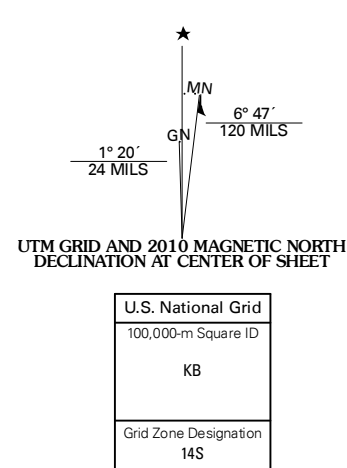 MN
6° 47´
120 MILS
GN
1° 20´
24 MILS
UTM GRID AND 2010 MAGNETIC NORTH
DECLINATION AT CENTER OF SHEET
U.S. National Grid
100,000-m Square ID
KB
Grid Zone Designation
14S